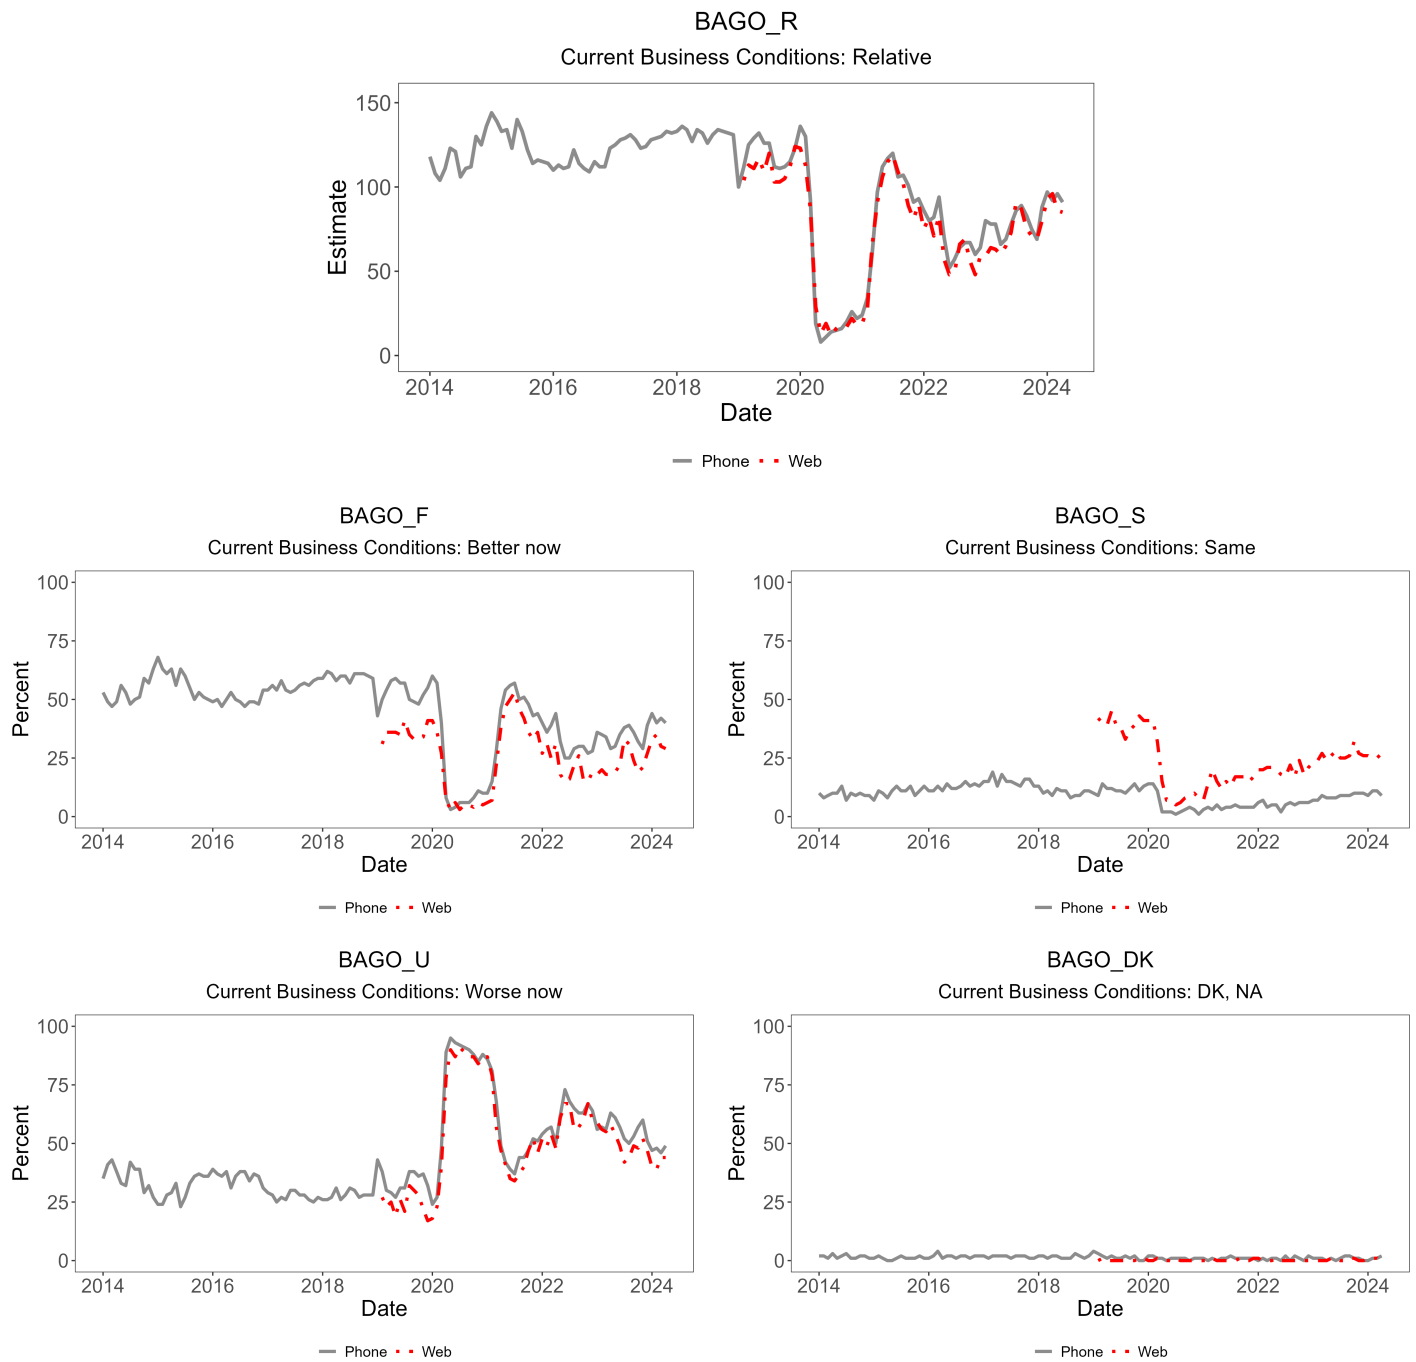 BAGO_R
Current Business Conditions: Relative
Estimate
150
100
50
0
2014 2016 2018 2020 2022 2024
Date
Phone Web
BAGO_F
Current Business Conditions: Better now
Percent
100
75
50
25
0
2014 2016 2018 2020 2022 2024
Date
Phone Web
BAGO_S
Current Business Conditions: Same
Percent
100
75
50
25
0
2014 2016 2018 2020 2022 2024
Date
Phone Web
BAGO_U
Current Business Conditions: Worse now
Percent
100
75
50
25
0
2014 2016 2018 2020 2022 2024
Date
Phone Web
BAGO_DK
Current Business Conditions: DK, NA
Percent
100
75
50
25
0
2014 2016 2018 2020 2022 2024
Date
Phone Web